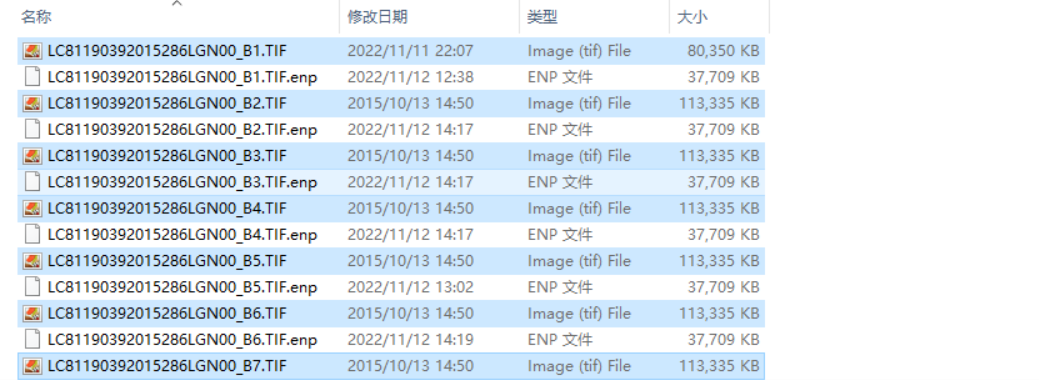 名称 修改日期 类型 大小
LC81190392015286LGN00_B1.TIF 2022/11/11 22:07 Image (tif) File 80,350 KB
LC81190392015286LGN00_B1.TIF.enp 2022/11/12 12:38 ENP 文件 37,709 KB
LC81190392015286LGN00_B2.TIF 2015/10/13 14:50 Image (tif) File 113,335 KB
LC81190392015286LGN00_B2.TIF.enp 2022/11/12 14:17 ENP 文件 37,709 KB
LC81190392015286LGN00_B3.TIF 2015/10/13 14:50 Image (tif) File 113,335 KB
LC81190392015286LGN00_B3.TIF.enp 2022/11/12 14:17 ENP 文件 37,709 KB
LC81190392015286LGN00_B4.TIF 2015/10/13 14:50 Image (tif) File 113,335 KB
LC81190392015286LGN00_B4.TIF.enp 2022/11/12 14:17 ENP 文件 37,709 KB
LC81190392015286LGN00_B5.TIF 2015/10/13 14:50 Image (tif) File 113,335 KB
LC81190392015286LGN00_B5.TIF.enp 2022/11/12 13:02 ENP 文件 37,709 KB
LC81190392015286LGN00_B6.TIF 2015/10/13 14:50 Image (tif) File 113,335 KB
LC81190392015286LGN00_B6.TIF.enp 2022/11/12 14:19 ENP 文件 37,709 KB
LC81190392015286LGN00_B7.TIF 2015/10/13 14:50 Image (tif) File 113,335 KB